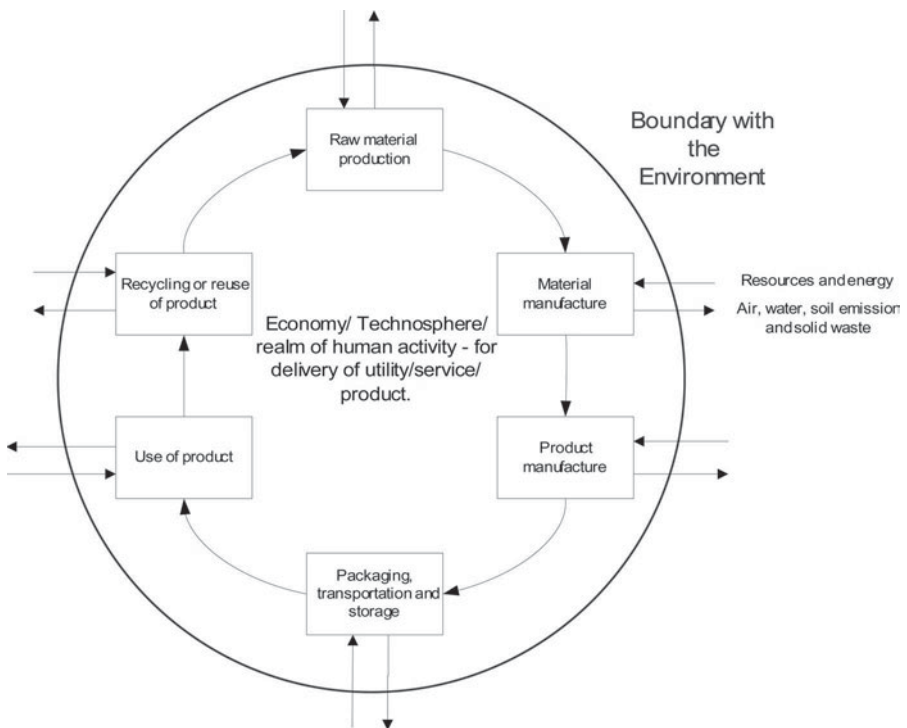 Raw material
production
Boundary with
the
Environment
Material
manufacture
Resources and energy
Air, water, soil emission
and solid waste
Product
manufacture
Packaging,
transportation and
storage
Use of product
Recycling or reuse
of product
Economy/ Technosphere/
realm of human activity - for
delivery of utility/service/
product.